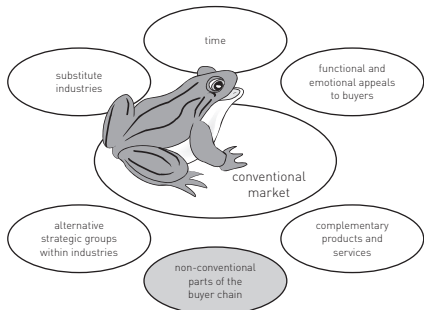 time
substitute
industries
functional and
emotional appeals
to buyers
conventional
market
alternative
strategic groups
within industries
complementary
products and
services
non-conventional
parts of the
buyer chain